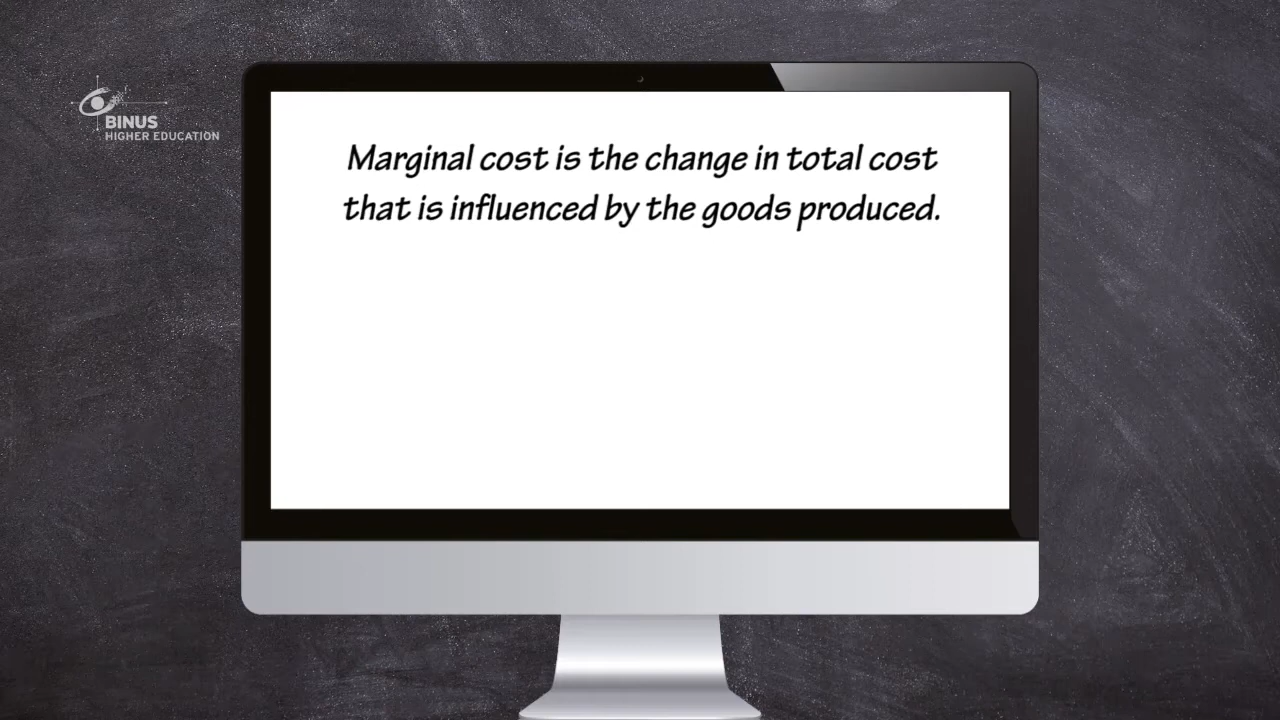 BINUS
HIGHER EDUCATION
Marginal cost is the change in total cost
that is influenced by the goods produced.